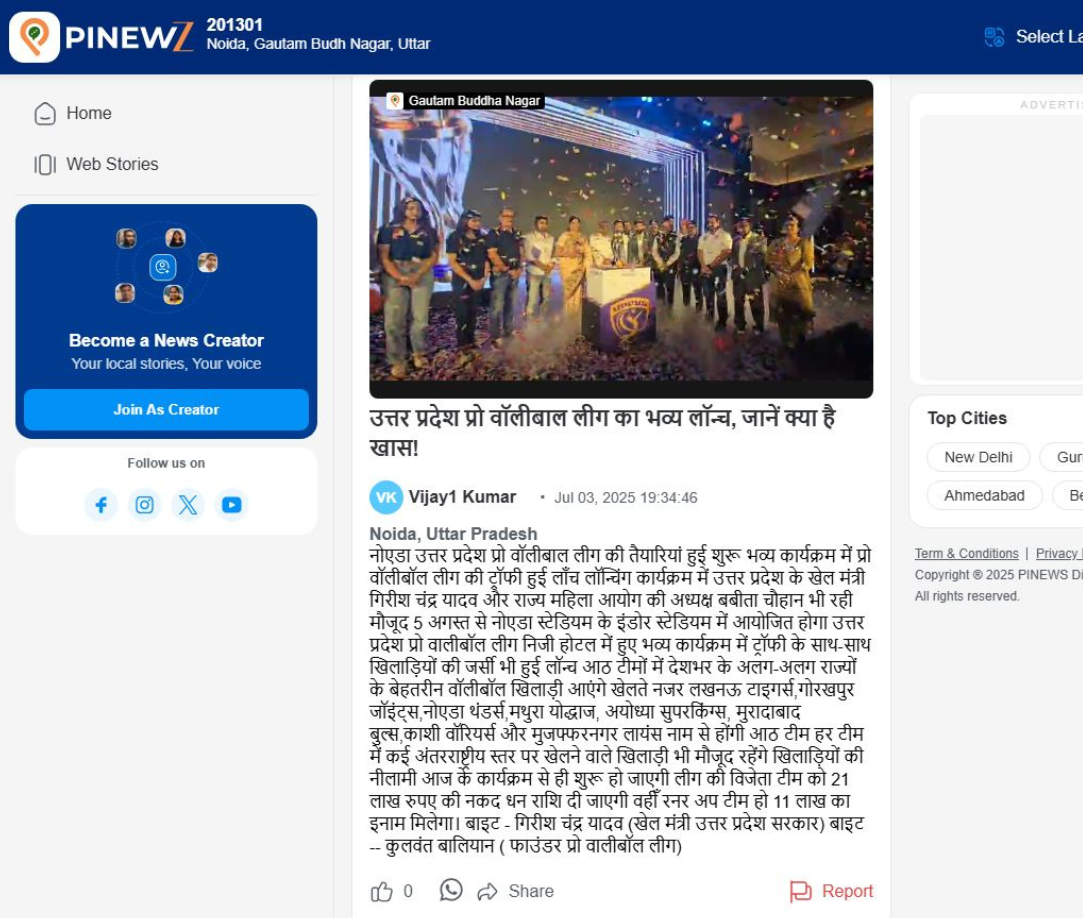 PINEWZ
201301
Noida, Gautam Budh Nagar, Uttar
Select La
Home
Web Stories
Become a News Creator
Your local stories, Your voice
Join As Creator
Follow us on
Gautam Buddha Nagar
उत्तर प्रदेश प्रो वॉलीबाल लीग का भव्य लॉन्च, जानें क्या है
खास!
VK Vijay1 Kumar • Jul 03, 2025 19:34:46
Noida, Uttar Pradesh
नोएडा उत्तर प्रदेश प्रो वॉलीबाल लीग की तैयारियां हुई शुरू भव्य कार्यक्रम में प्रो
वॉलीबॉल लीग की ट्रॉफी हुई लाँच लॉन्चिंग कार्यक्रम में उत्तर प्रदेश के खेल मंत्री
गिरीश चंद्र यादव और राज्य महिला आयोग की अध्यक्ष बबीता चौहान भी रही
मौजूद 5 अगस्त से नोएडा स्टेडियम के इंडोर स्टेडियम में आयोजित होगा उत्तर
प्रदेश प्रो वालीबॉल लीग निजी होटल में हुए भव्य कार्यक्रम में ट्रॉफी के साथ-साथ
खिलाड़ियों की जर्सी भी हुई लॉन्च आठ टीमों में देशभर के अलग-अलग राज्यों
के बेहतरीन वॉलीबॉल खिलाड़ी आएंगे खेलते नजर लखनऊ टाइगर्स,गोरखपुर
जॉइंट्स,नोएडा थंडर्स,मथुरा योद्धाज, अयोध्या सुपरकिंग्स, मुरादाबाद
बुल्स,काशी वॉरियर्स और मुजफ्फरनगर लायंस नाम से होंगी आठ टीम हर टीम
में कई अंतरराष्ट्रीय स्तर पर खेलने वाले खिलाड़ी भी मौजूद रहेंगे खिलाड़ियों की
नीलामी आज के कार्यक्रम से ही शुरू हो जाएगी लीग की विजेता टीम को 21
लाख रुपए की नकद धन राशि दी जाएगी वहीं रनर अप टीम हो 11 लाख का
इनाम मिलेगा। बाइट - गिरीश चंद्र यादव (खेल मंत्री उत्तर प्रदेश सरकार) बाइट
-- कुलवंत बालियान ( फाउंडर प्रो वालीबॉल लीग)
0 Share Report
ADVERTI
Top Cities
New Delhi Gur
Ahmedabad Be
Term & Conditions | Privacy
Copyright ® 2025 PINEWS Di
All rights reserved.